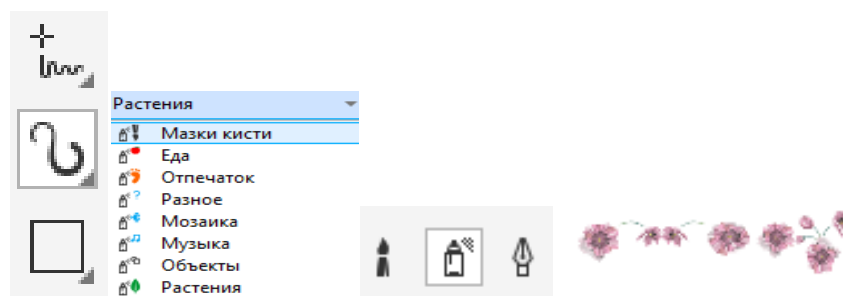 Растения
Мазки кисти
Еда
Отпечаток
Разное
Мозаика
Музыка
Объекты
Растения